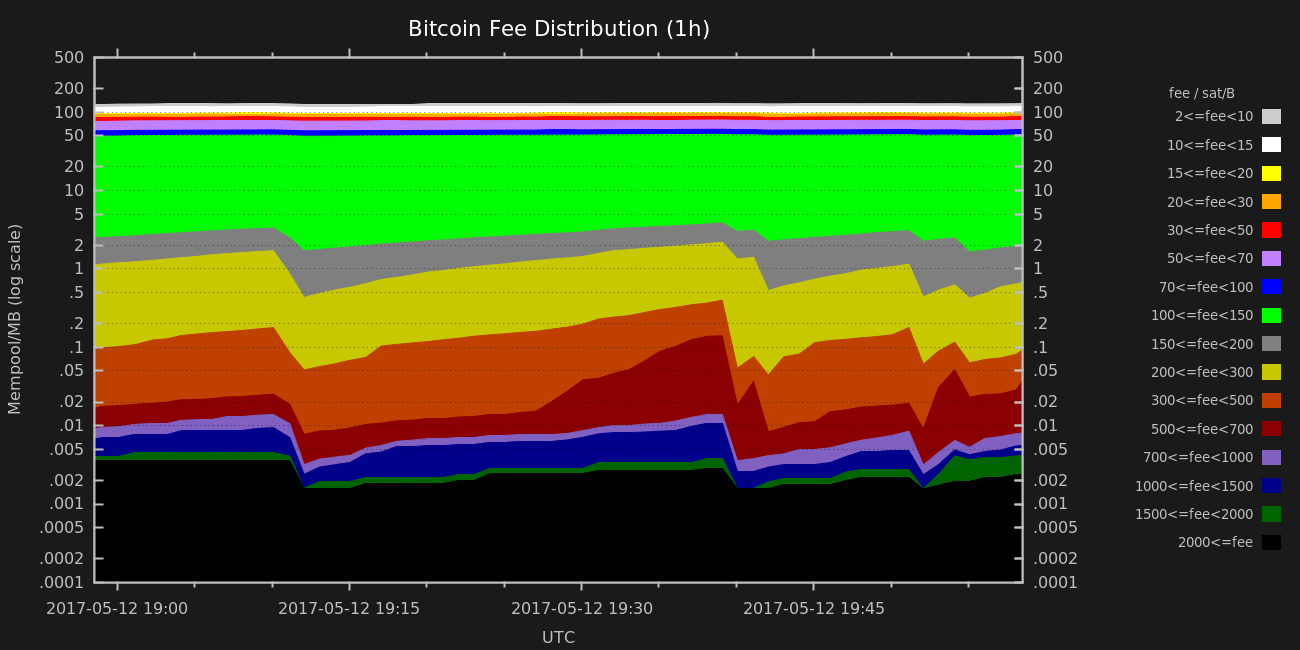 Bitcoin Fee Distribution (1h)
500
200
100
50
20
10
5
2
1
.5
.2
.1
.05
.02
.01
.005
.002
.001
.0005
.0002
.0001
Mempool/MB (log scale)
500
200
100
50
20
10
5
2
1
.5
.2
.1
.05
.02
.01
.005
.002
.001
.0005
.0002
.0001
2017-05-12 19:00
2017-05-12 19:15
2017-05-12 19:30
2017-05-12 19:45
UTC
fee / sat/B
2<=fee<10
10<=fee<15
15<=fee<20
20<=fee<30
30<=fee<50
50<=fee<70
70<=fee<100
100<=fee<150
150<=fee<200
200<=fee<300
300<=fee<500
500<=fee<700
700<=fee<1000
1000<=fee<1500
1500<=fee<2000
2000<=fee